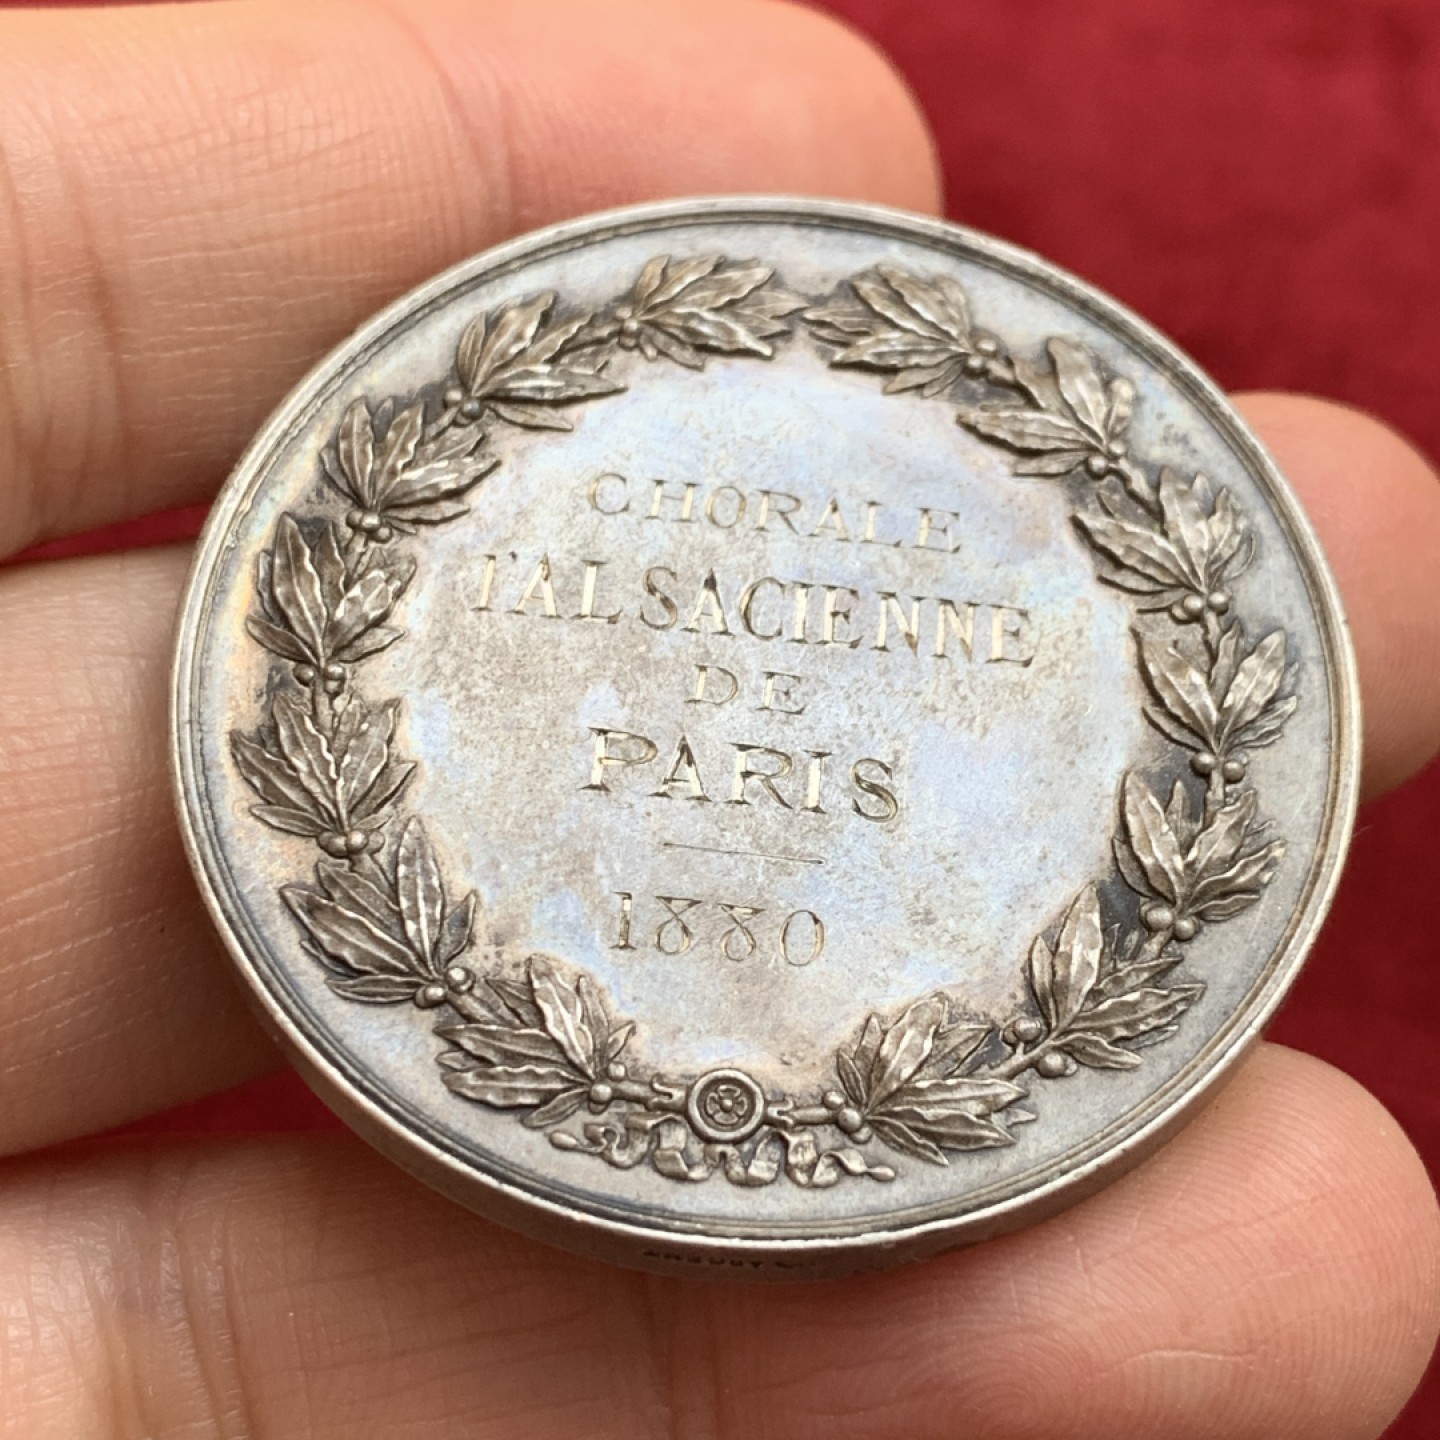 CHORALE
l'ALSACIENNE
DE
PARIS
1880